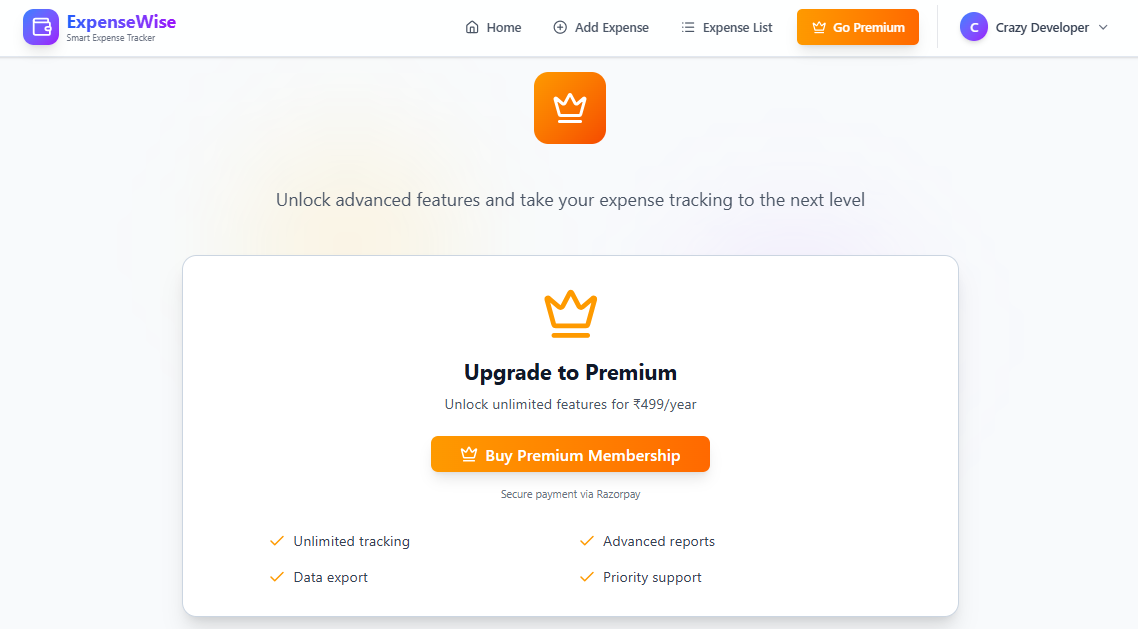 ExpenseWise
Smart Expense Tracker
Home
Add Expense
Expense List
Go Premium
C
Crazy Developer
Unlock advanced features and take your expense tracking to the next level
Upgrade to Premium
Unlock unlimited features for ₹499/year
Buy Premium Membership
Secure payment via Razorpay
Unlimited tracking
Advanced reports
Data export
Priority support